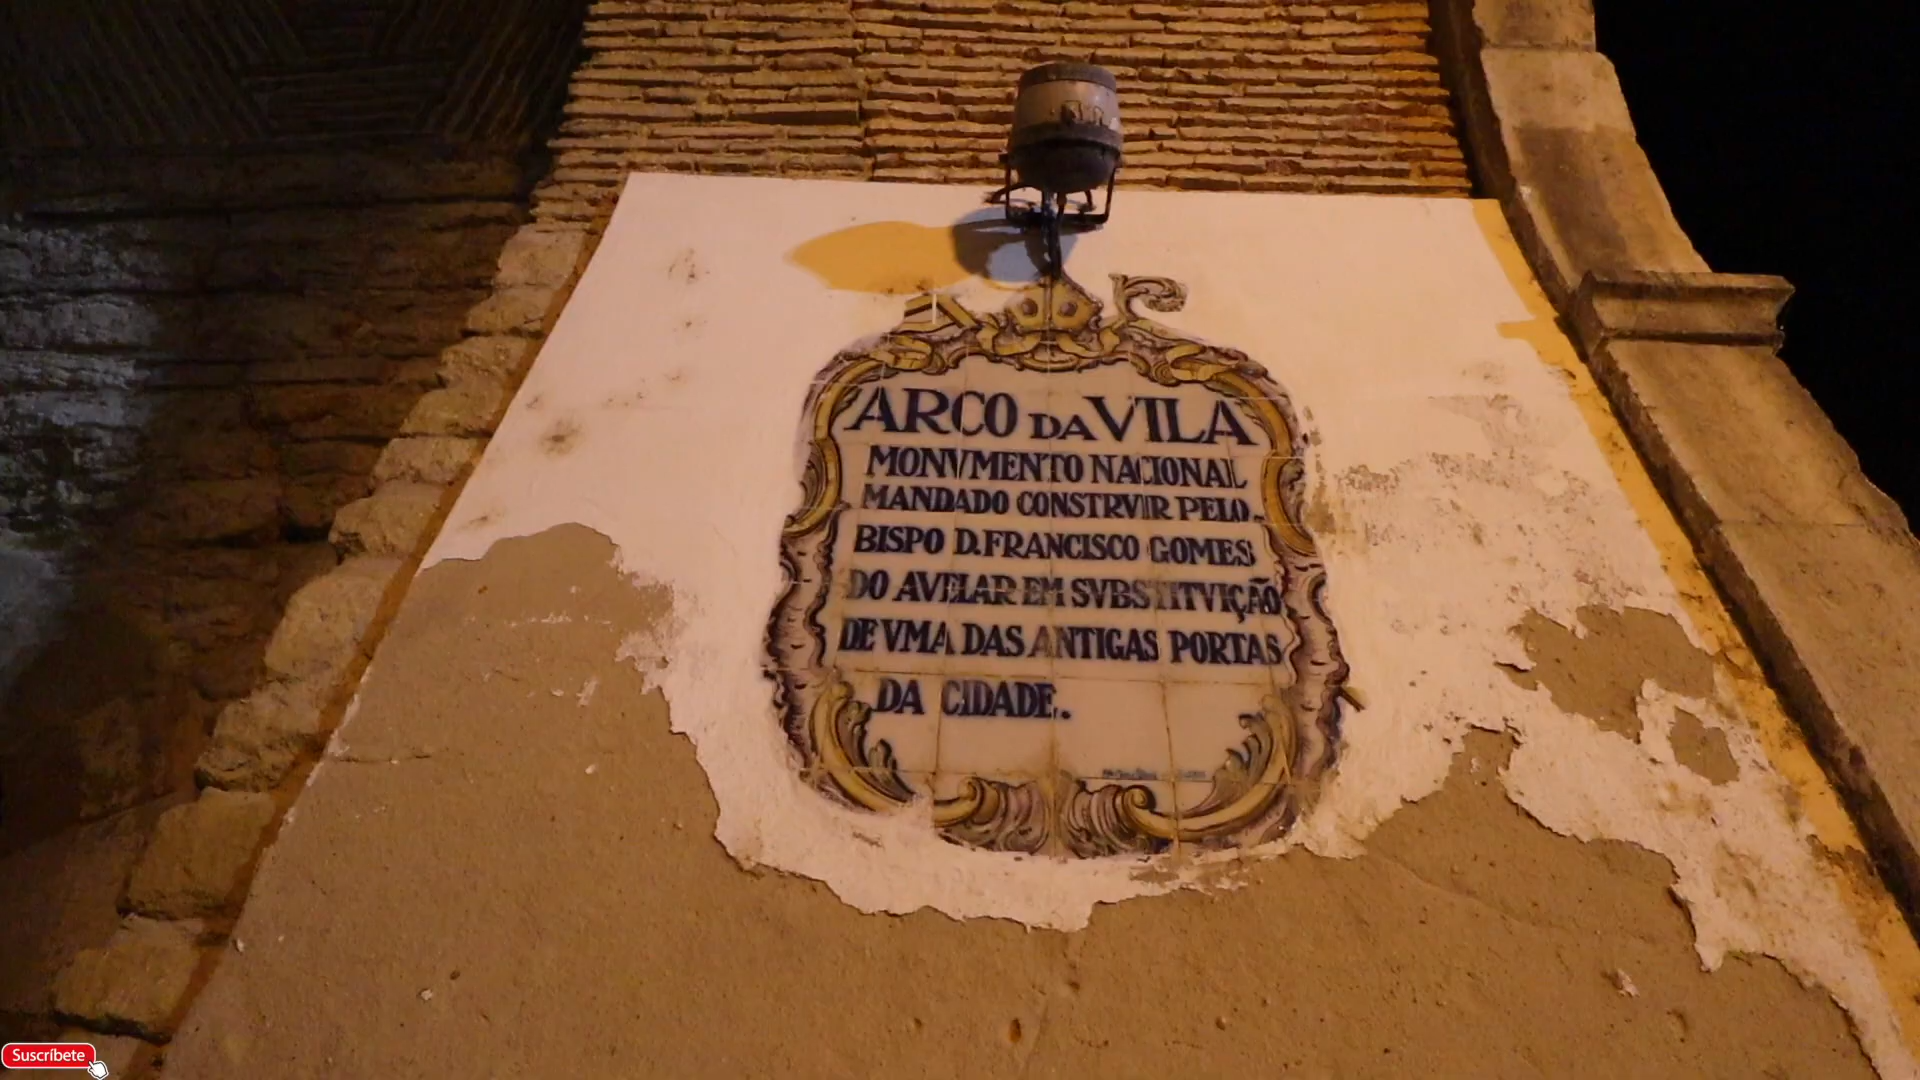 ARCO DA VILA
MONVMENTO NACIONAL
MANDADO CONSTRVIR PELO
BISPO D.FRANCISCO GOMES
DO AVELAR EM SVBSTITVIÇÃO
DE VMA DAS ANTIGAS PORTAS
DA CIDADE.
Suscríbete